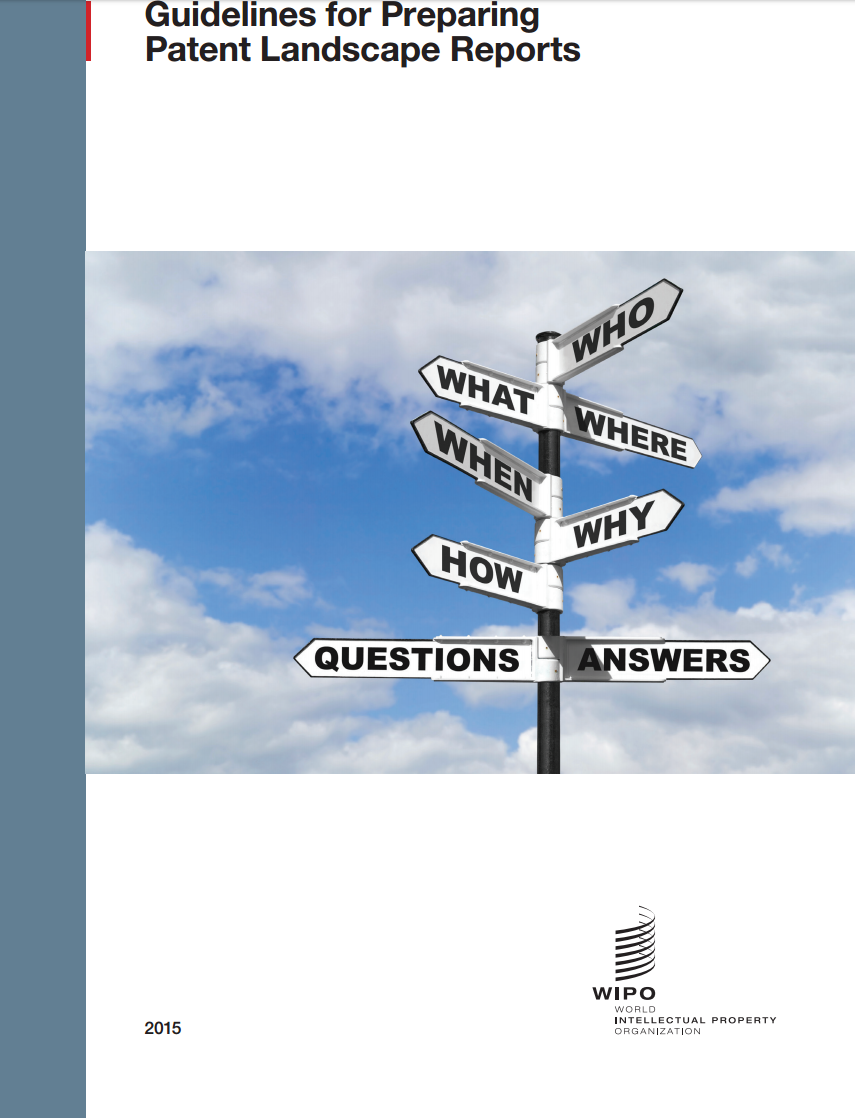 Guidelines for Preparing
Patent Landscape Reports
WHO
WHAT
WHERE
WHEN
WHY
HOW
QUESTIONS
ANSWERS
WIPO
WORLD
INTELLECTUAL PROPERTY
ORGANIZATION
2015